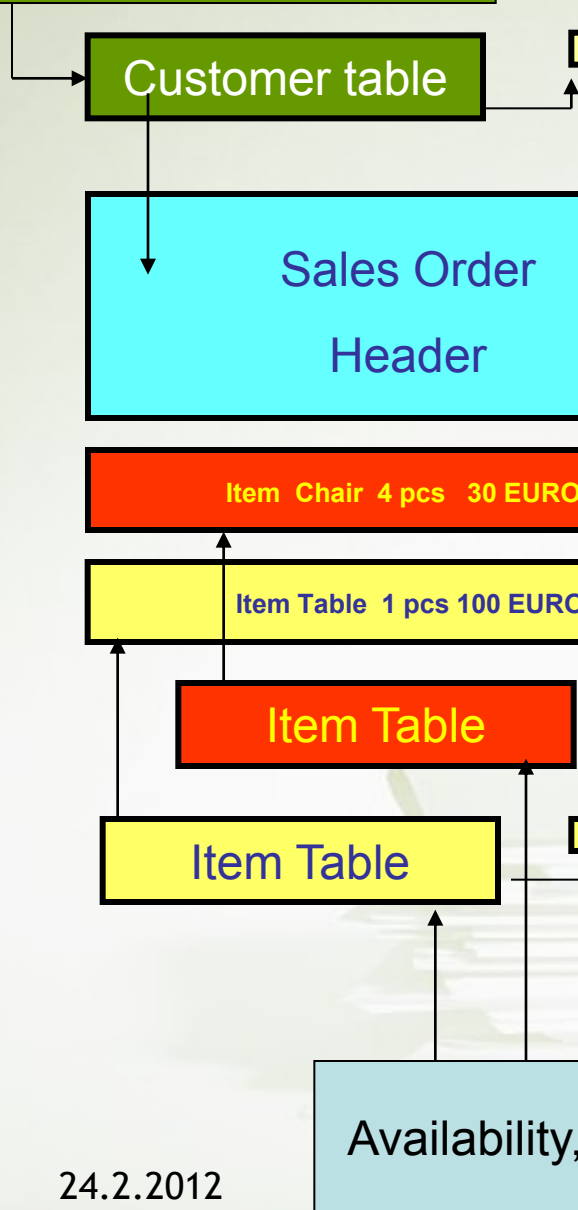 Customer table
Sales Order
Header
Item Chair 4 pcs 30 EURO
Item Table 1 pcs 100 EURO
Item Table
Item Table
Availability,
24.2.2012